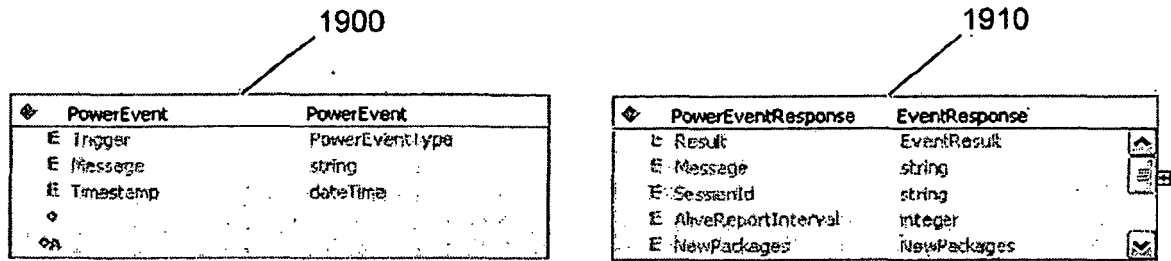 1900
1910
PowerEvent PowerEvent
E Trigger PowerEventType
E Message string
E Timestamp dateTime
PowerEventResponse EventResponse
E Result EventResult
E Message string
E SessionId string
E AliveReportInterval integer
E NewPackages NewPackages